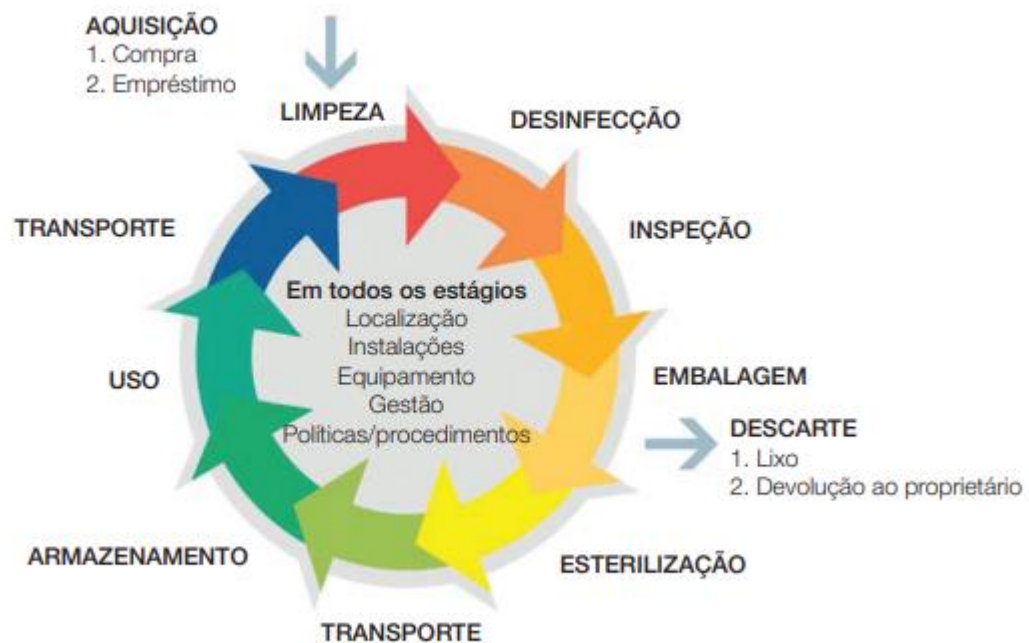 AQUISIÇÃO
1. Compra
2. Empréstimo
LIMPEZA
DESINFECÇÃO
INSPEÇÃO
EMBALAGEM
DESCARTE
1. Lixo
2. Devolução ao proprietário
ESTERILIZAÇÃO
TRANSPORTE
ARMAZENAMENTO
USO
TRANSPORTE
Em todos os estágios
Localização
Instalações
Equipamento
Gestão
Políticas/procedimentos